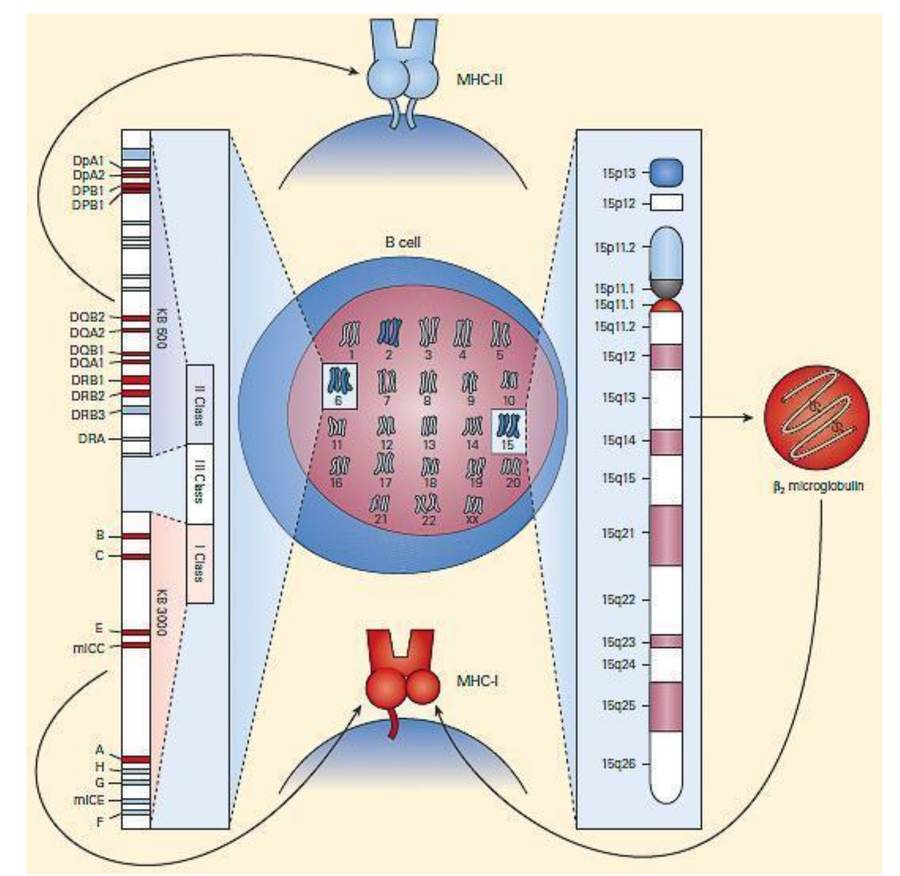 MHC-II
DpA1
DpA2
DPB1
DPB1
DQB2
DQA2
DQB1
DQA1
DRB1
DRB2
DRB3
DRA
KB 600
II Class
III Class
I Class
KB 3000
B
C
E
mICC
A
H
G
mICE
F
B cell
1 2 3 4 5
6 7 8 9 10
11 12 13 14 15
16 17 18 19 20
21 22 xx
MHC-I
15p13
15p12
15p11.2
15p11.1
15q11.1
15q11.2
15q12
15q13
15q14
15q15
15q21
15q22
15q23
15q24
15q25
15q26
β₂ microglobulin